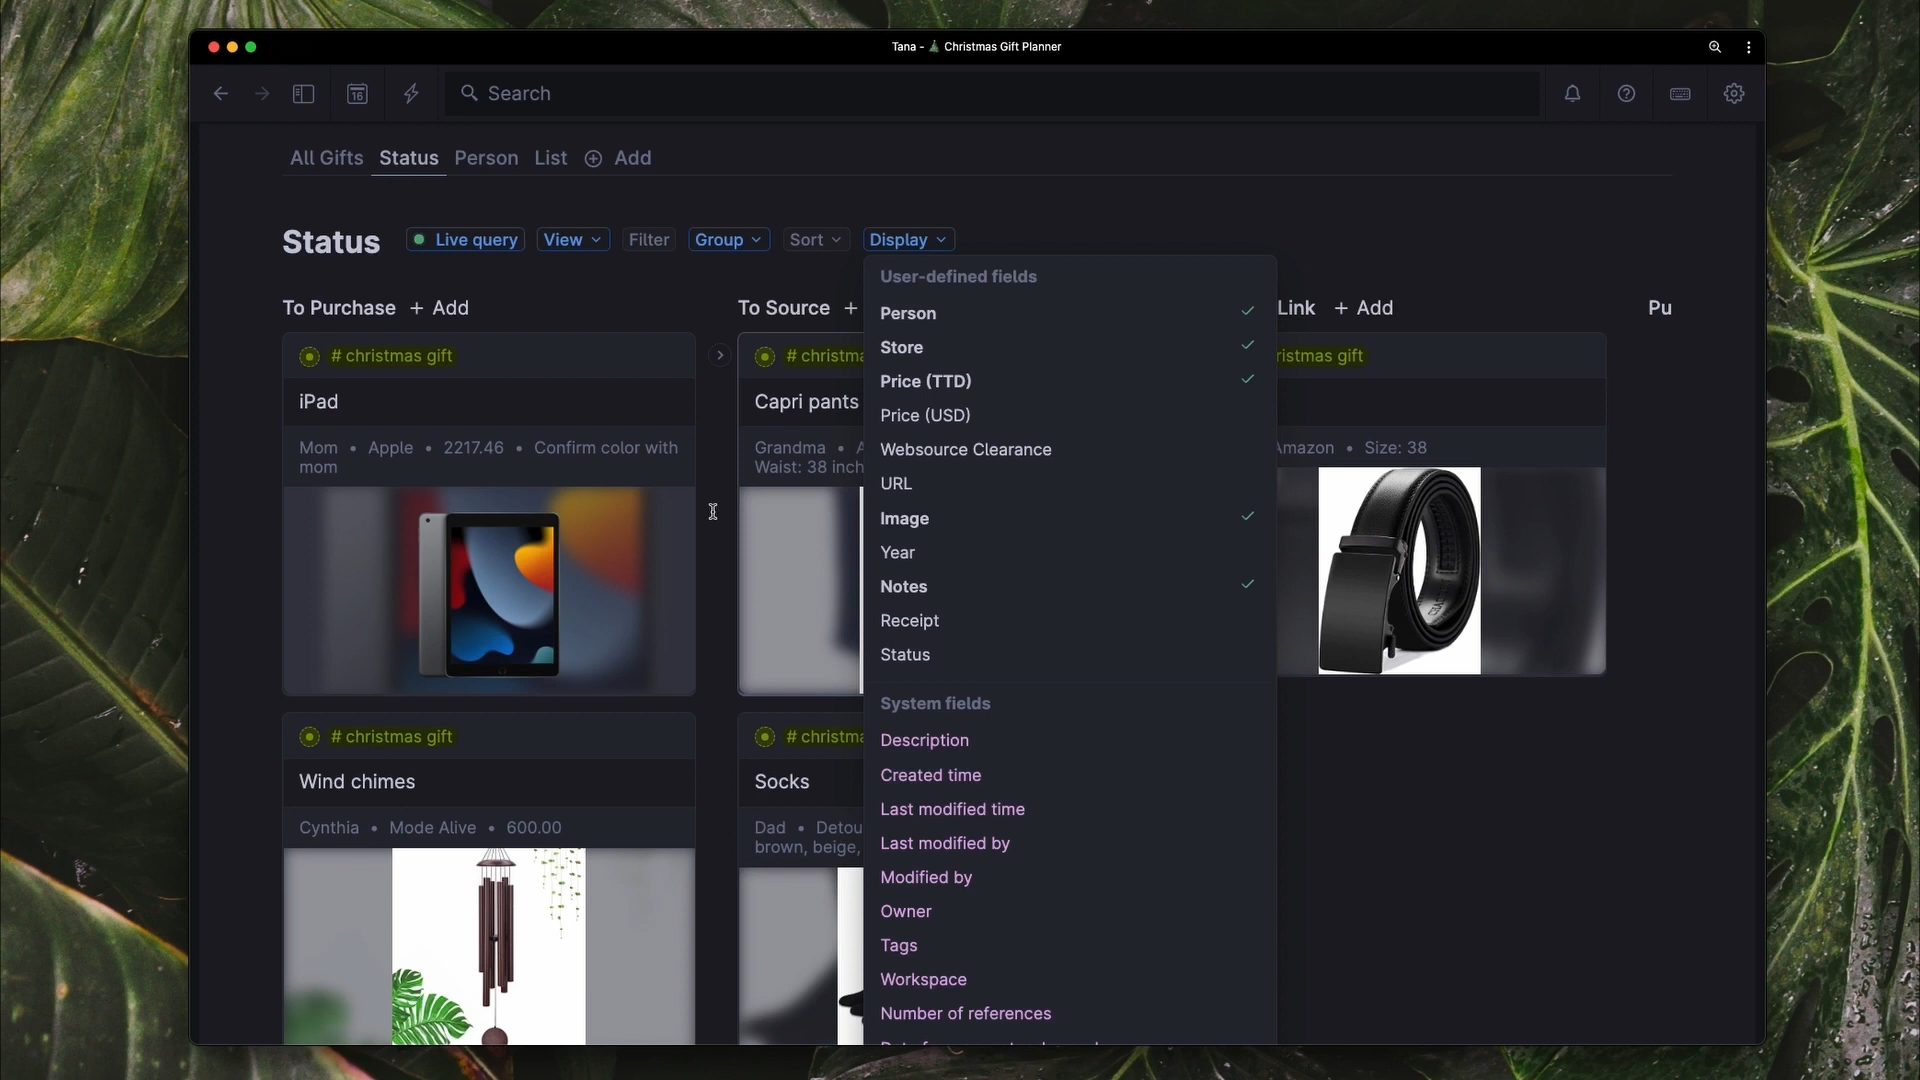 Tana - 🎄 Christmas Gift Planner
16
Search
All Gifts Status Person List Add
Status Live query View Filter Group Sort Display
To Purchase + Add
# christmas gift
iPad
Mom • Apple • 2217.46 • Confirm color with
mom
# christmas gift
Wind chimes
Cynthia • Mode Alive • 600.00
To Source +
# christma
Capri pants
Grandma •
Waist: 38 inch
# christma
Socks
Dad • Detou
brown, beige,
User-defined fields
Person
Store
Price (TTD)
Price (USD)
Websource Clearance
URL
Image
Year
Notes
Receipt
Status
System fields
Description
Created time
Last modified time
Last modified by
Modified by
Owner
Tags
Workspace
Number of references
Link + Add
ristmas gift
Amazon • Size: 38
Pu